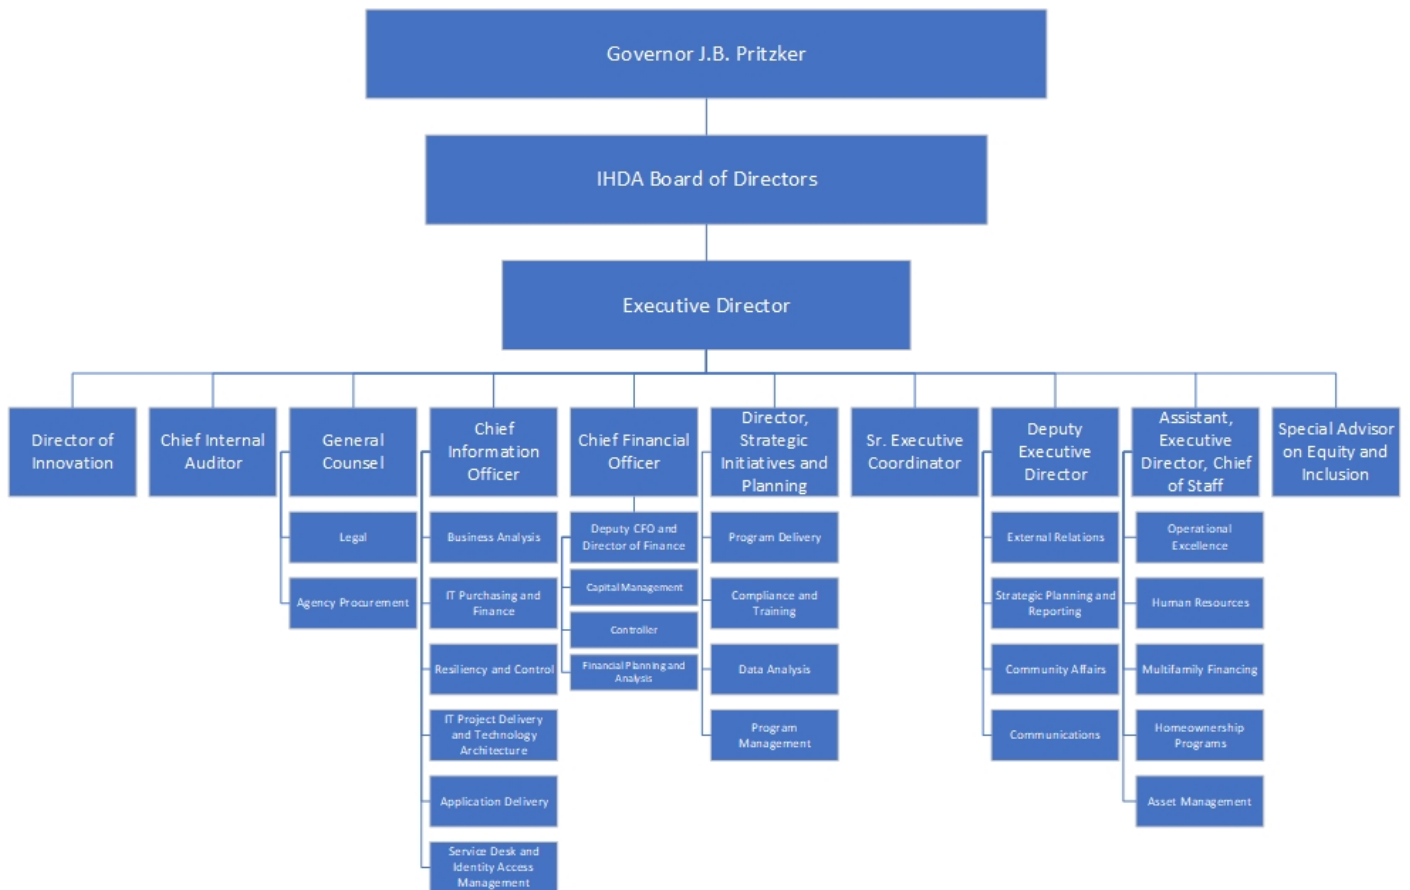 Governor J.B. Pritzker
IHDA Board of Directors
Executive Director
Director of
Innovation
Chief Internal
Auditor
General
Counsel
Chief
Information
Officer
Chief Financial
Officer
Director,
Strategic
Initiatives and
Planning
Sr. Executive
Coordinator
Deputy
Executive
Director
Assistant,
Executive
Director, Chief
of Staff
Special Advisor
on Equity and
Inclusion
Legal
Agency Procurement
Business Analysis
IT Purchasing and
Finance
Resiliency and Control
IT Project Delivery
and Technology
Architecture
Application Delivery
Service Desk and
Identity Access
Management
Deputy CFO and
Director of Finance
Capital Management
Controller
Financial Planning and
Analysis
Program Delivery
Compliance and
Training
Data Analysis
Program
Management
External Relations
Strategic Planning and
Reporting
Community Affairs
Communications
Operational
Excellence
Human Resources
Multifamily Financing
Homeownership
Programs
Asset Management